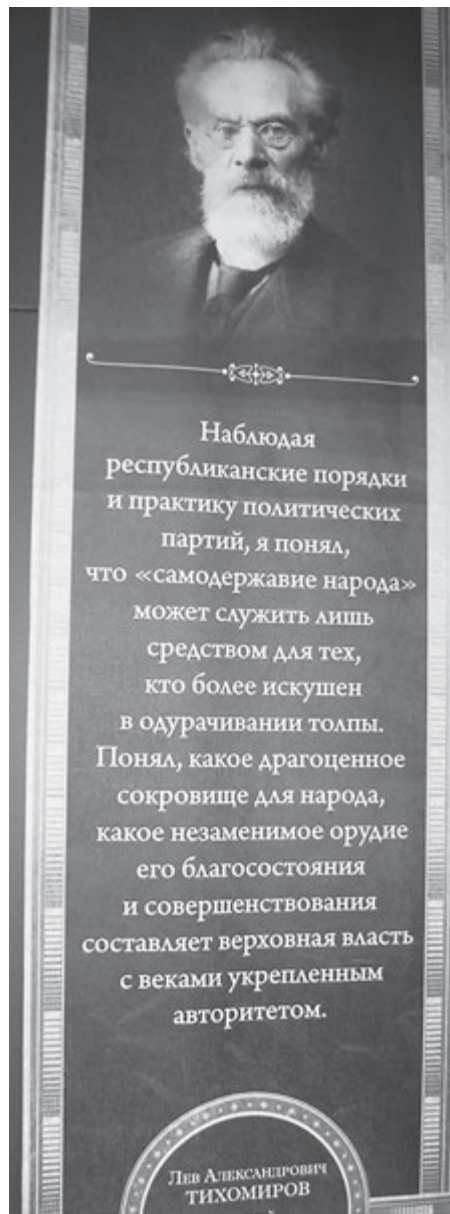 Наблюдая
республиканские порядки
и практику политических
партий, я понял,
что «самодержавие народа»
может служить лишь
средством для тех,
кто более искушен
в одурачивании толпы.
Понял, какое драгоценное
сокровище для народа,
какое незаменимое орудие
его благосостояния
и совершенствования
составляет верховная власть
с веками укрепленным
авторитетом.
Лев Александрович
ТИХОМИРОВ